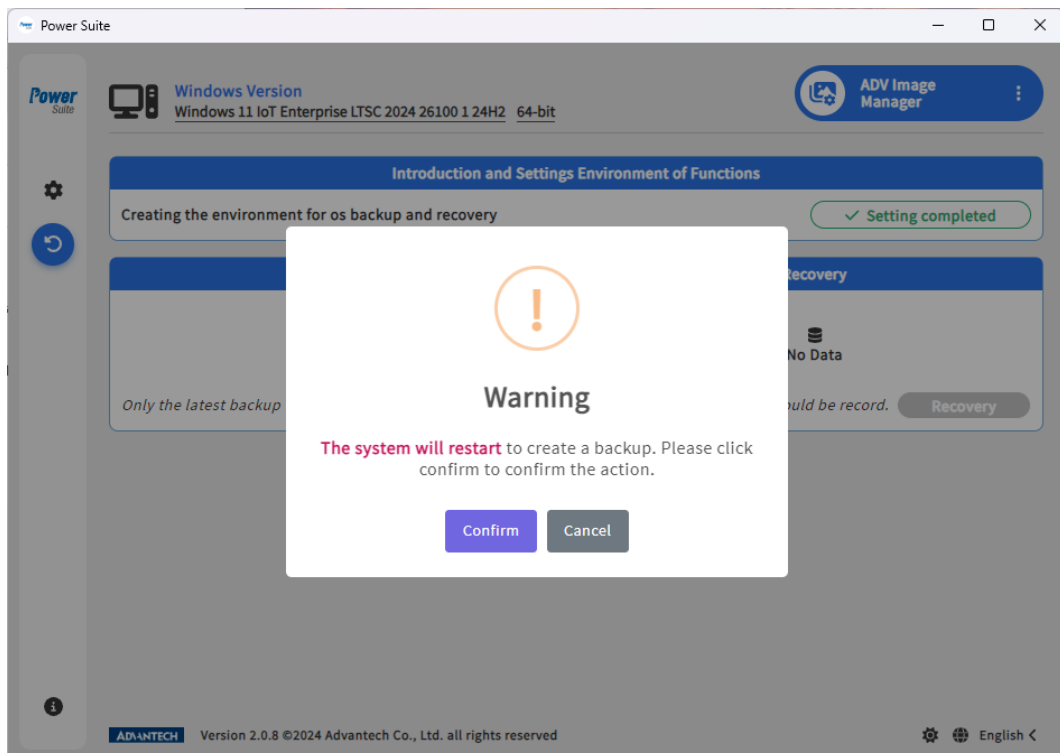 Power Suite
Power
Suite
Windows Version
Windows 11 IoT Enterprise LTSC 2024 26100 1 24H2 64-bit
ADV Image
Manager
Introduction and Settings Environment of Functions
Creating the environment for os backup and recovery
Setting completed
Recovery
No Data
Only the latest backup
ould be record.
Recovery
!
Warning
The system will restart to create a backup. Please click
confirm to confirm the action.
Confirm Cancel
ADVANTECH Version 2.0.8 ©2024 Advantech Co., Ltd. all rights reserved
English